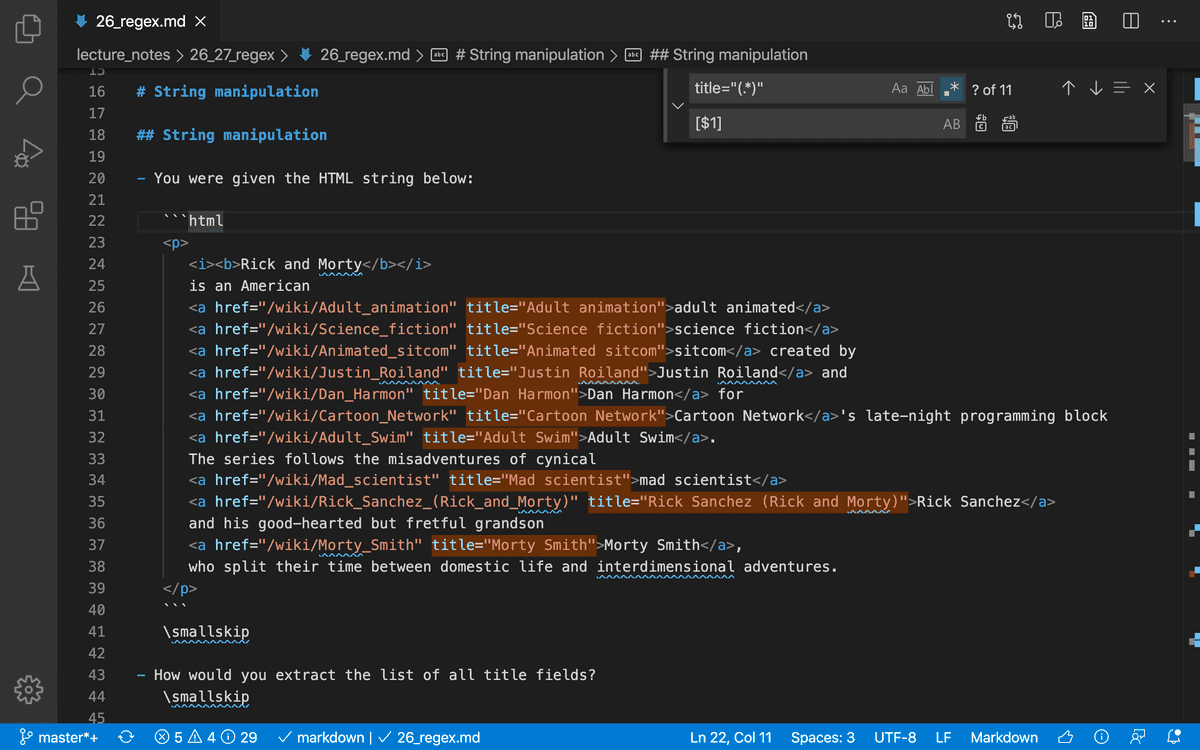 26_regex.md
lecture_notes > 26_27_regex > 26_regex.md > # String manipulation > ## String manipulation
title="(.*)" Aa Abl .* ? of 11
[$1] AB
15
16 # String manipulation
17
18 ## String manipulation
19
20 - You were given the HTML string below:
21
22 ```html
23 <p>
24 <i><b>Rick and Morty</b></i>
25 is an American
26 <a href="/wiki/Adult_animation" title="Adult animation">adult animated</a>
27 <a href="/wiki/Science_fiction" title="Science fiction">science fiction</a>
28 <a href="/wiki/Animated_sitcom" title="Animated sitcom">sitcom</a> created by
29 <a href="/wiki/Justin_Roiland" title="Justin Roiland">Justin Roiland</a> and
30 <a href="/wiki/Dan_Harmon" title="Dan Harmon">Dan Harmon</a> for
31 <a href="/wiki/Cartoon_Network" title="Cartoon Network">Cartoon Network</a>'s late-night programming block
32 <a href="/wiki/Adult_Swim" title="Adult Swim">Adult Swim</a>.
33 The series follows the misadventures of cynical
34 <a href="/wiki/Mad_scientist" title="Mad scientist">mad scientist</a>
35 <a href="/wiki/Rick_Sanchez_(Rick_and_Morty)" title="Rick Sanchez (Rick and Morty)">Rick Sanchez</a>
36 and his good-hearted but fretful grandson
37 <a href="/wiki/Morty_Smith" title="Morty Smith">Morty Smith</a>,
38 who split their time between domestic life and interdimensional adventures.
39 </p>
40 ```
41 \smallskip
42
43 - How would you extract the list of all title fields?
44 \smallskip
45
master*+ 5 4 29 markdown | 26_regex.md Ln 22, Col 11 Spaces: 3 UTF-8 LF Markdown